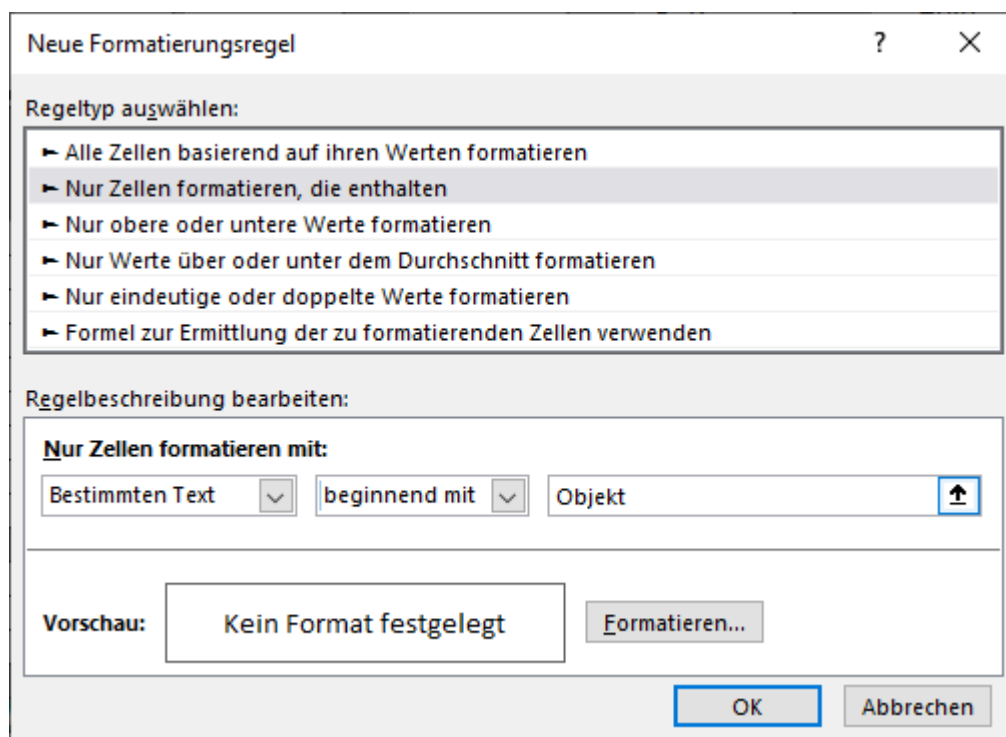 Neue Formatierungsregel ?
Regeltyp auswählen:
Alle Zellen basierend auf ihren Werten formatieren
Nur Zellen formatieren, die enthalten
Nur obere oder untere Werte formatieren
Nur Werte über oder unter dem Durchschnitt formatieren
Nur eindeutige oder doppelte Werte formatieren
Formel zur Ermittlung der zu formatierenden Zellen verwenden
Regelbeschreibung bearbeiten:
Nur Zellen formatieren mit:
Bestimmten Text beginnend mit Objekt
Vorschau: Kein Format festgelegt Formatieren...
OK Abbrechen